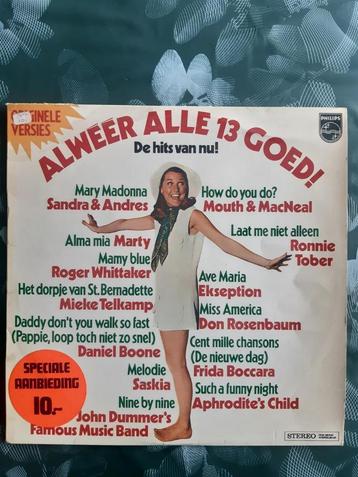 ORIGINELE
VERSIES
PHILIPS
ALWEER ALLE 13 GOED!
De hits van nu!
Mary Madonna
Sandra & Andres
How do you do?
Mouth & MacNeal
Alma mia Marty
Laat me niet alleen
Ronnie
Tober
Mamy blue
Roger Whittaker
Ave Maria
Ekseption
Het dorpje van St. Bernadette
Mieke Telkamp
Miss America
Don Rosenbaum
Daddy don't you walk so fast
(Pappie, loop toch niet zo snel)
Daniel Boone
Cent mille chansons
(De nieuwe dag)
Frida Boccara
SPECIALE
AANBIEDING
10.-
Melodie
Saskia
Such a funny night
Aphrodite's Child
Nine by nine
John Dummer's
Famous Music Band
STEREO